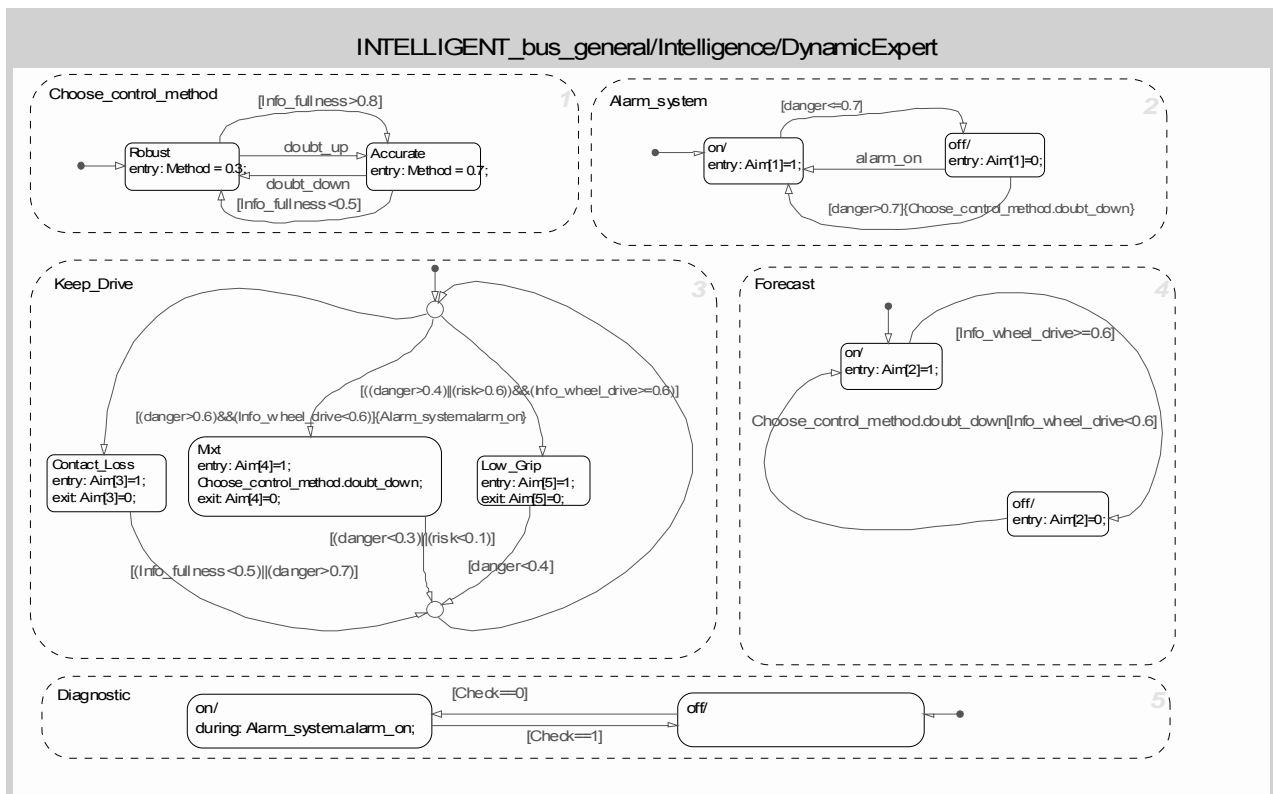 INTELLIGENT_bus_general/Intelligence/DynamicExpert
Choose_control_method
1
[Info_fullness>0.8]
Robust
entry: Method = 0.3;
doubt_up
doubt_down
Accurate
entry: Method = 0.7;
[Info_fullness<0.5]
Alarm_system
2
[danger<=0.7]
on/
entry: Aim[1]=1;
alarm_on
off/
entry: Aim[1]=0;
[danger>0.7]{Choose_control_method.doubt_down}
Keep_Drive
3
[((danger>0.4)||(risk>0.6))&&(Info_wheel_drive>=0.6)]
[(danger>0.6)&&(Info_wheel_drive<0.6)]{Alarm_system.alarm_on}
Contact_Loss
entry: Aim[3]=1;
exit: Aim[3]=0;
Mxt
entry: Aim[4]=1;
Choose_control_method.doubt_down;
exit: Aim[4]=0;
Low_Grip
entry: Aim[5]=1;
exit: Aim[5]=0;
[(danger<0.3)||(risk<0.1)]
[(Info_fullness<0.5)||(danger>0.7)]
[danger<0.4]
Forecast
4
[Info_wheel_drive>=0.6]
on/
entry: Aim[2]=1;
Choose_control_method.doubt_down[Info_wheel_drive<0.6]
off/
entry: Aim[2]=0;
Diagnostic
5
on/
during: Alarm_system.alarm_on;
[Check==0]
[Check==1]
off/